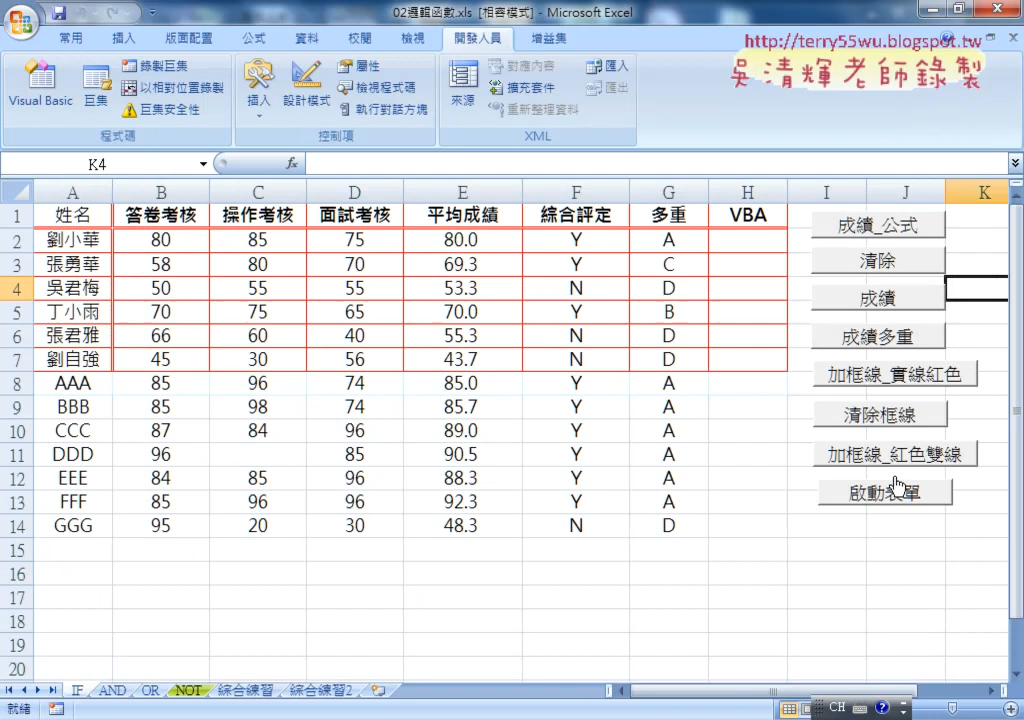 02邏輯函數.xls [相容模式] - Microsoft Excel
常用 插入 版面配置 公式 資料 校閱 檢視 開發人員 增益集
http://terry55wu.blogspot.tw
吳清輝老師錄製
Visual Basic 巨集 錄製巨集 以相對位置錄製 巨集安全性
插入 設計模式 屬性 檢視程式碼 執行對話方塊
來源 對應內容 擴充套件 重新整理資料 匯入 匯出
程式碼 控制項 XML
K4 fx
A B C D E F G H I J K
1 姓名 答卷考核 操作考核 面試考核 平均成績 綜合評定 多重 VBA
2 劉小華 80 85 75 80.0 Y A
3 張勇華 58 80 70 69.3 Y C
4 吳君梅 50 55 55 53.3 N D
5 丁小雨 70 75 65 70.0 Y B
6 張君雅 66 60 40 55.3 N D
7 劉自強 45 30 56 43.7 N D
8 AAA 85 96 74 85.0 Y A
9 BBB 85 98 74 85.7 Y A
10 CCC 87 84 96 89.0 Y A
11 DDD 96 85 90.5 Y A
12 EEE 84 85 96 88.3 Y A
13 FFF 85 96 96 92.3 Y A
14 GGG 95 20 30 48.3 N D
15
16
17
18
19
20
成績_公式
清除
成績
成績多重
加框線_實線紅色
清除框線
加框線_紅色雙線
啟動表單
IF AND OR NOT 綜合練習 綜合練習2
就緒 CH